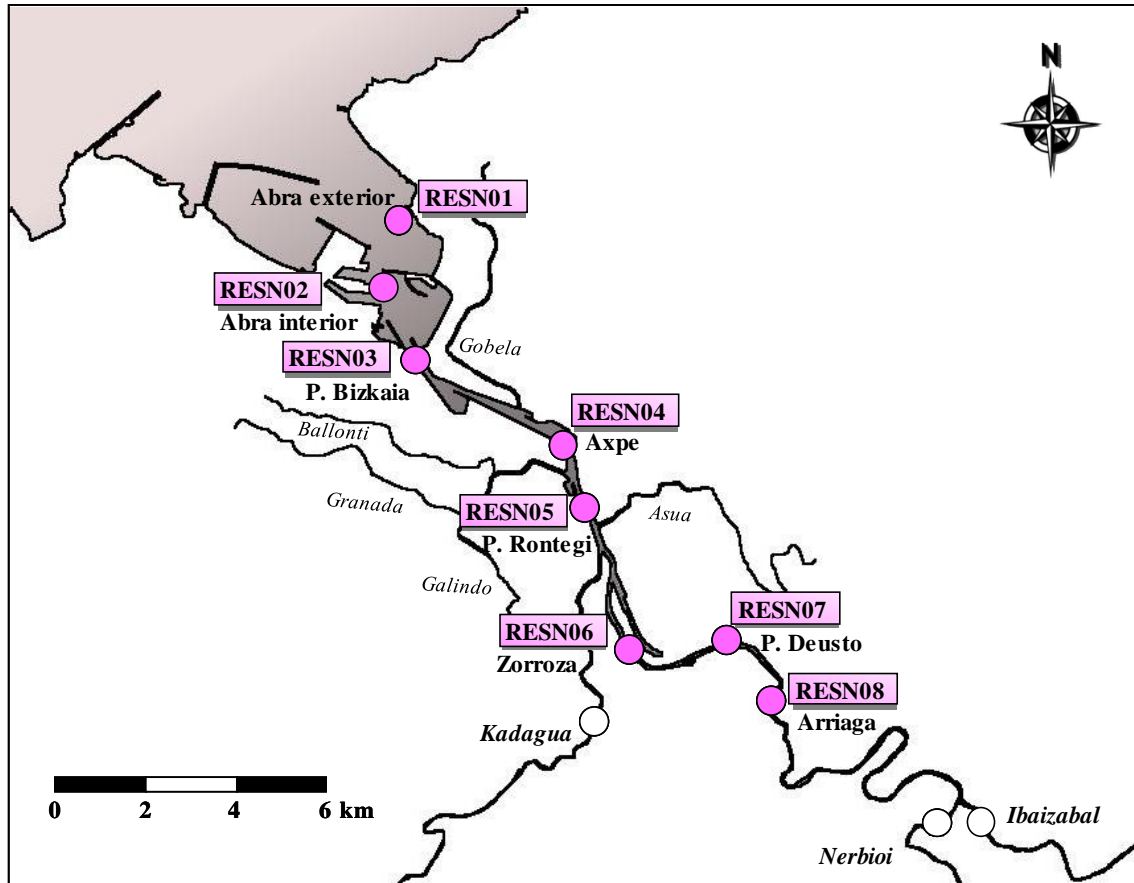 N
Abra exterior
RESN01
RESN02
Abra interior
Gobela
RESN03
P. Bizkaia
RESN04
Axpe
Ballonti
Granada
RESN05
P. Rontegi
Asua
Galindo
RESN06
Zorroza
RESN07
P. Deusto
RESN08
Arriaga
Kadagua
0 2 4 6 km
Ibaizabal
Nerbioi